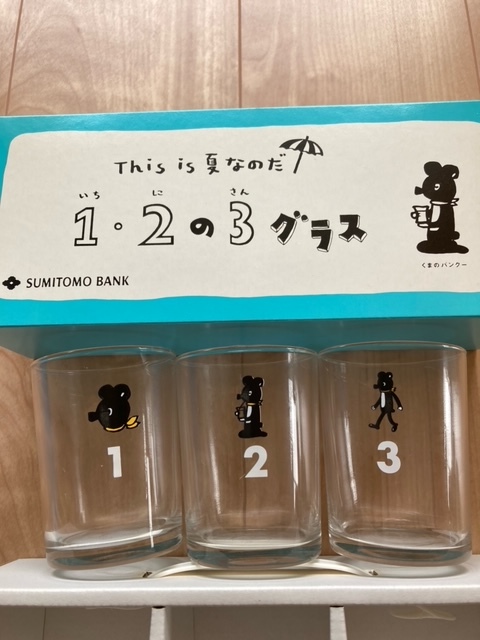 This is 夏なのだ
いち に さん
1・2の3グラス
くまのバンクー
SUMITOMO BANK
1 2 3